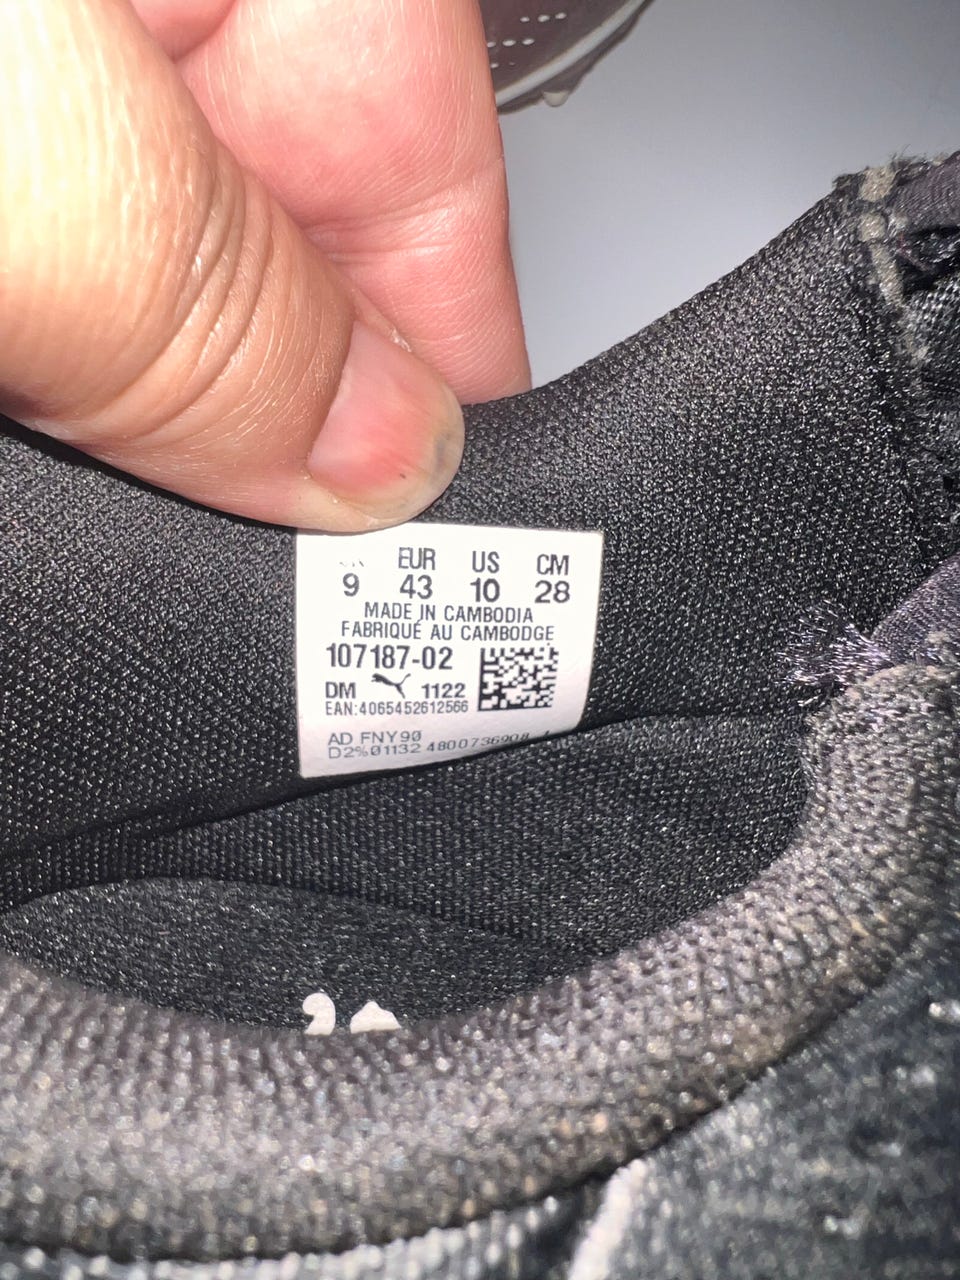 EUR US CM
9 43 10 28
MADE IN CAMBODIA
FABRIQUÉ AU CAMBODGE
107187-02
DM 1122
EAN:4065452612566
AD FNY90
D2%01132